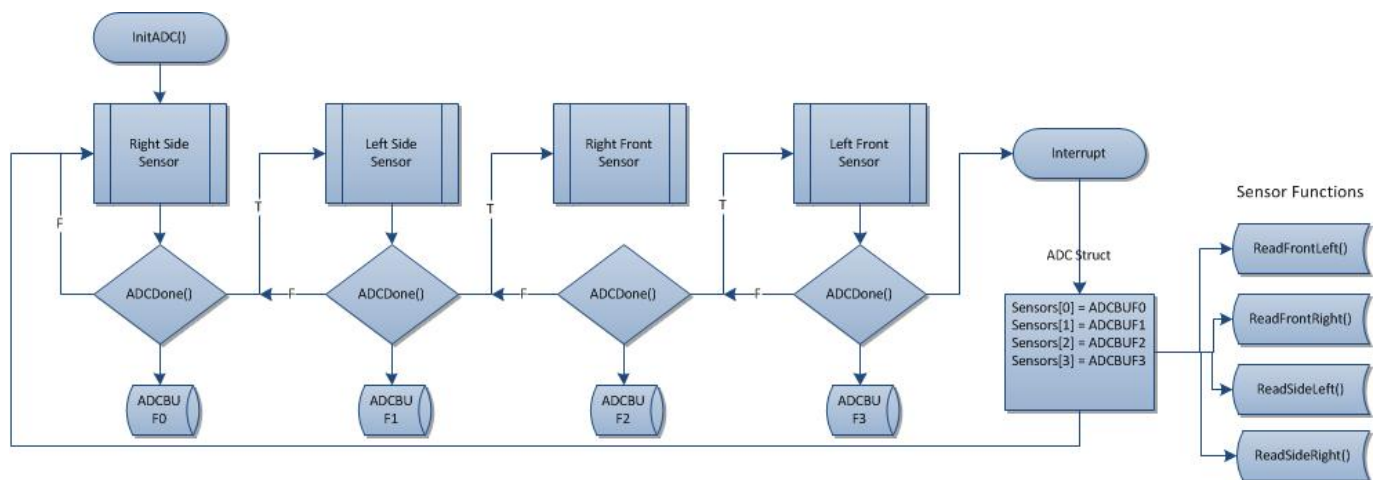 InitADC()
Right Side
Sensor
Left Side
Sensor
Right Front
Sensor
Left Front
Sensor
Interrupt
Sensor Functions
F
T
T
T
ADC Struct
ReadFrontLeft()
ADCDone()
F
ADCDone()
F
ADCDone()
F
ADCDone()
Sensors[0] = ADCBUF0
Sensors[1] = ADCBUF1
Sensors[2] = ADCBUF2
Sensors[3] = ADCBUF3
ReadFrontRight()
ReadSideLeft()
ReadSideRight()
ADCBU
F0
ADCBU
F1
ADCBU
F2
ADCBU
F3